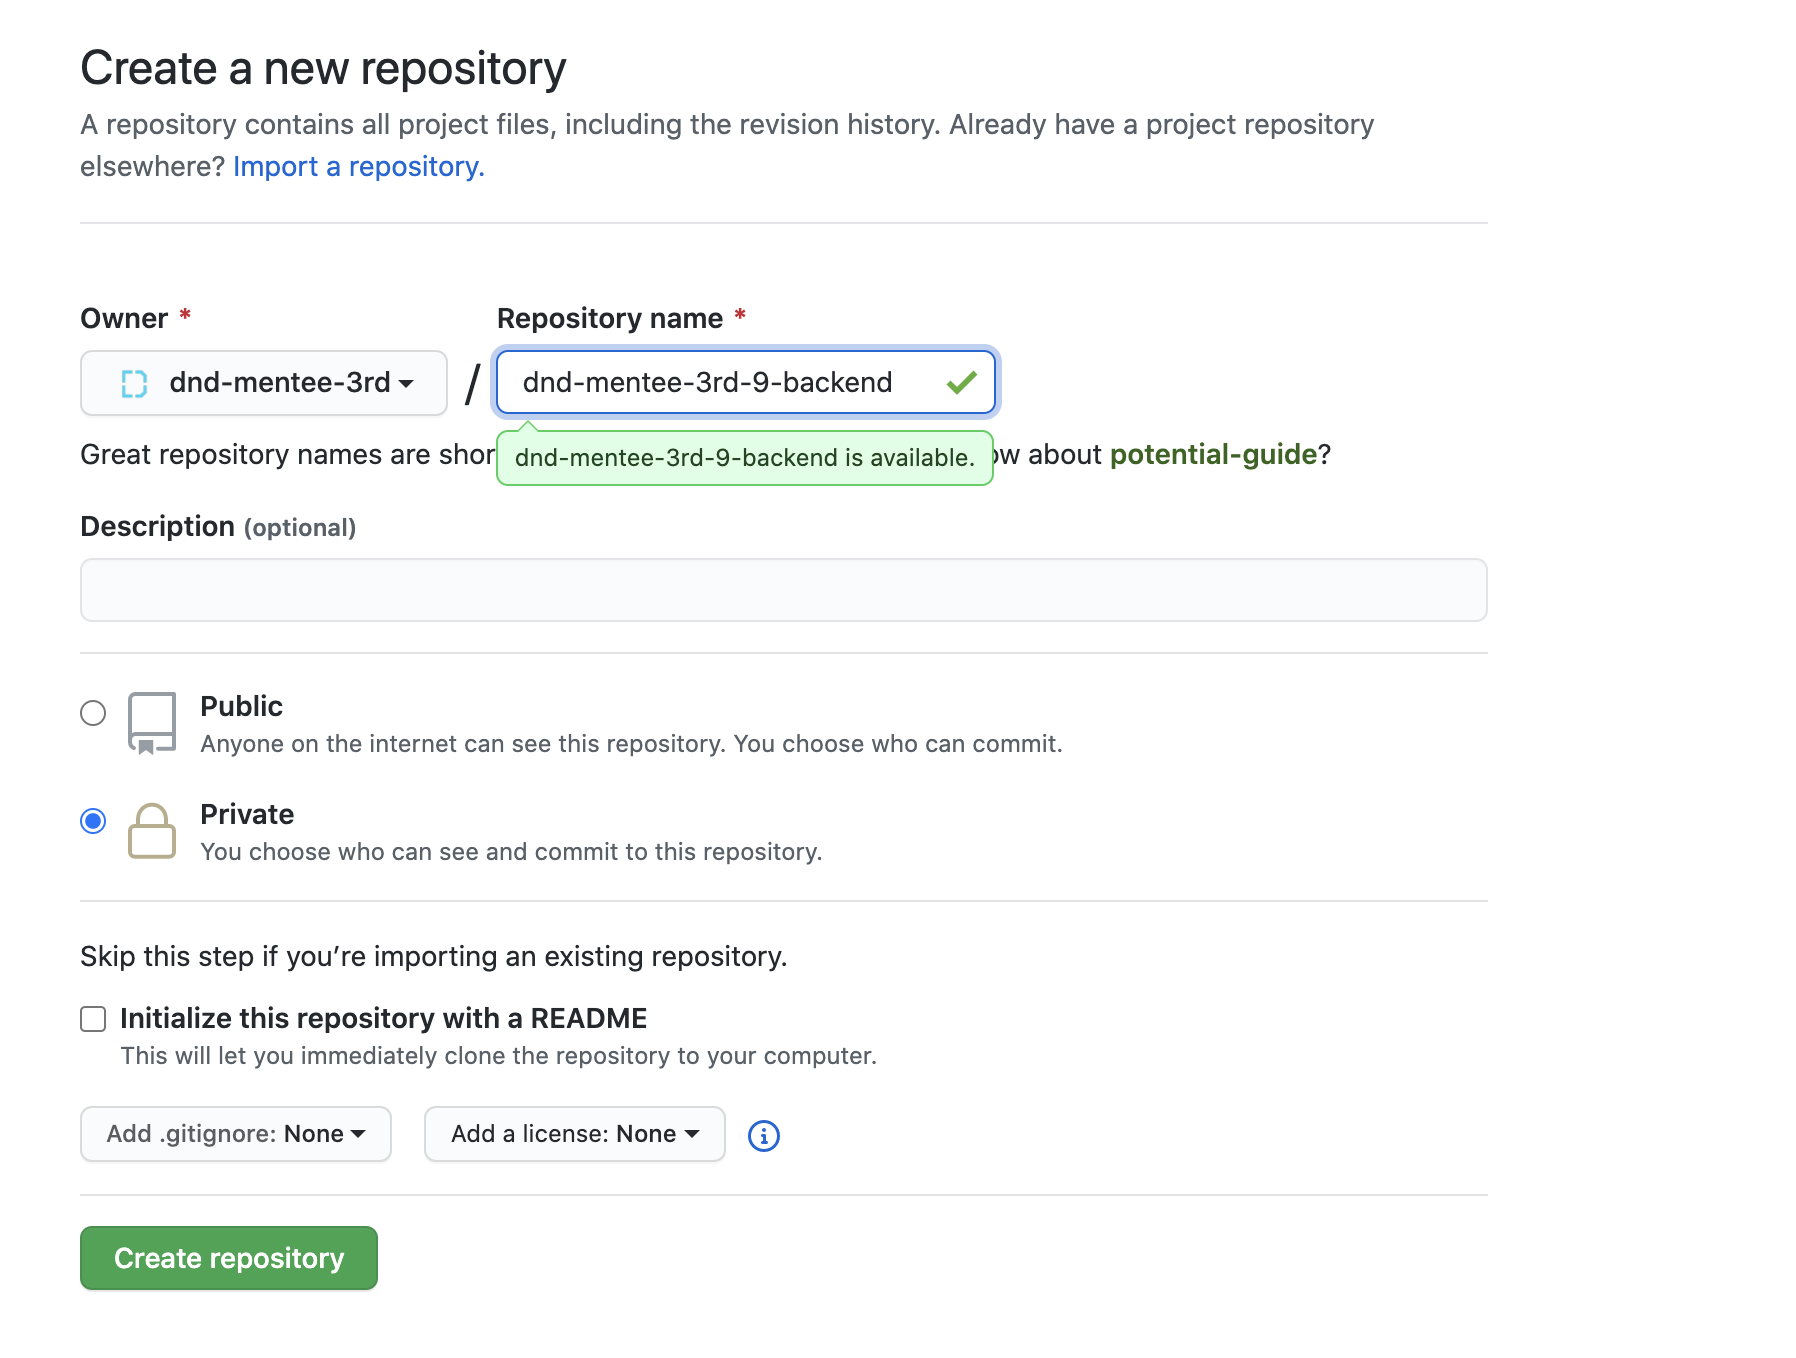 Create a new repository
A repository contains all project files, including the revision history. Already have a project repository
elsewhere? Import a repository.
Owner *
Repository name *
dnd-mentee-3rd
/
dnd-mentee-3rd-9-backend
Great repository names are about potential-guide?
dnd-mentee-3rd-9-backend is available.
Description (optional)
Public
Anyone on the internet can see this repository. You choose who can commit.
Private
You choose who can see and commit to this repository.
Skip this step if you’re importing an existing repository.
Initialize this repository with a README
This will let you immediately clone the repository to your computer.
Add .gitignore: None
Add a license: None
Create repository